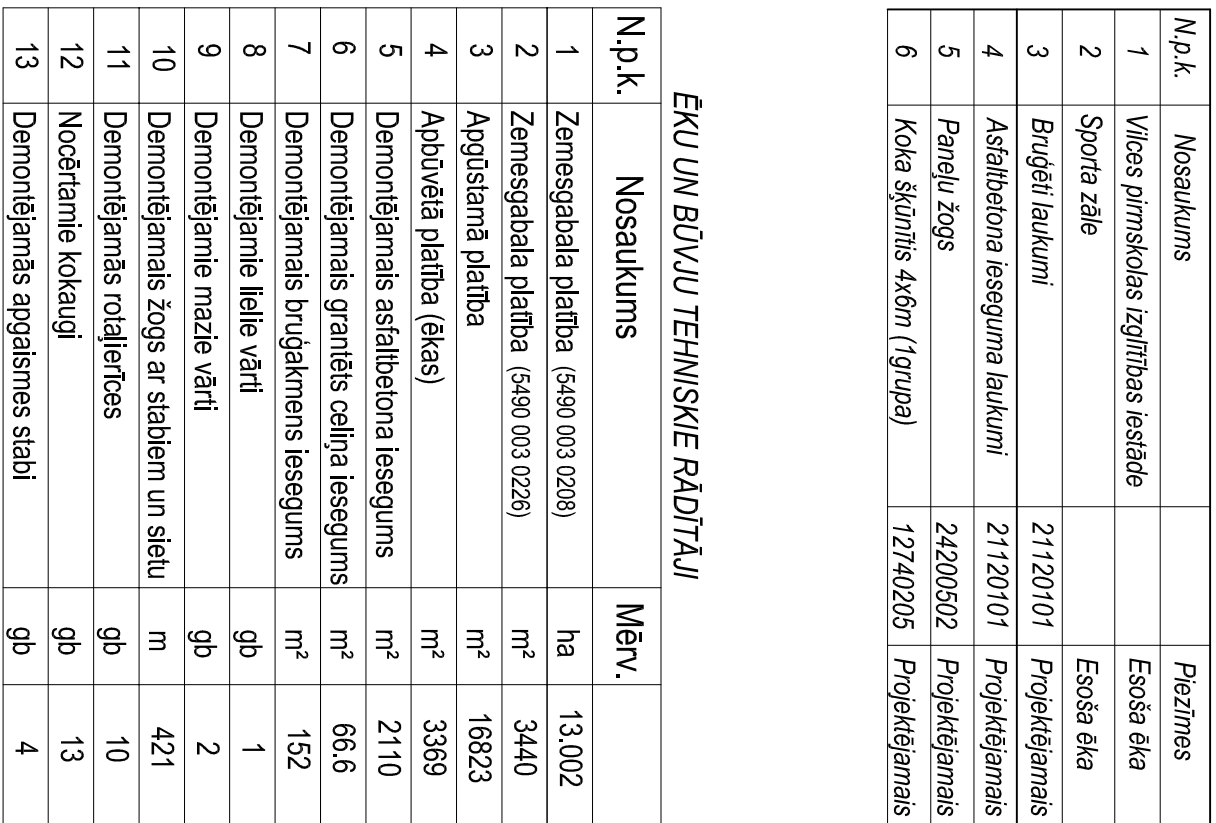 N.p.k. Nosaukums Piezīmes
1 Vilces pirmskolas izglītības iestāde Esoša ēka
2 Sporta zāle Esoša ēka
3 Bruģēti laukumi 21120101 Projektējamais
4 Asfaltbetona ieseguma laukumi 21120101 Projektējamais
5 Paneļu žogs 24200502 Projektējamais
6 Koka šķūnītis 4x6m (1grupa) 12740205 Projektējamais
ĒKU UN BŪVJU TEHNISKIE RĀDĪTĀJI
N.p.k. Nosaukums Mērv.
1 Zemesgabala platība (5490 003 0208) ha 13.002
2 Zemesgabala platība (5490 003 0226) m² 3440
3 Apgūstamā platība m² 16823
4 Apbūvētā platība (ēkas) m² 3369
5 Demontējamais asfaltbetona iesegums m² 2110
6 Demontējamais grantēts celiņa iesegums m² 66.6
7 Demontējamais bruģakmens iesegums m² 152
8 Demontējamie lielie vārti gb 1
9 Demontējamie mazie vārti gb 2
10 Demontējamais žogs ar stabiem un sietu m 421
11 Demontējamās rotaļierīces gb 10
12 Nocērtamie kokaugi gb 13
13 Demontējamās apgaismes stabi gb 4